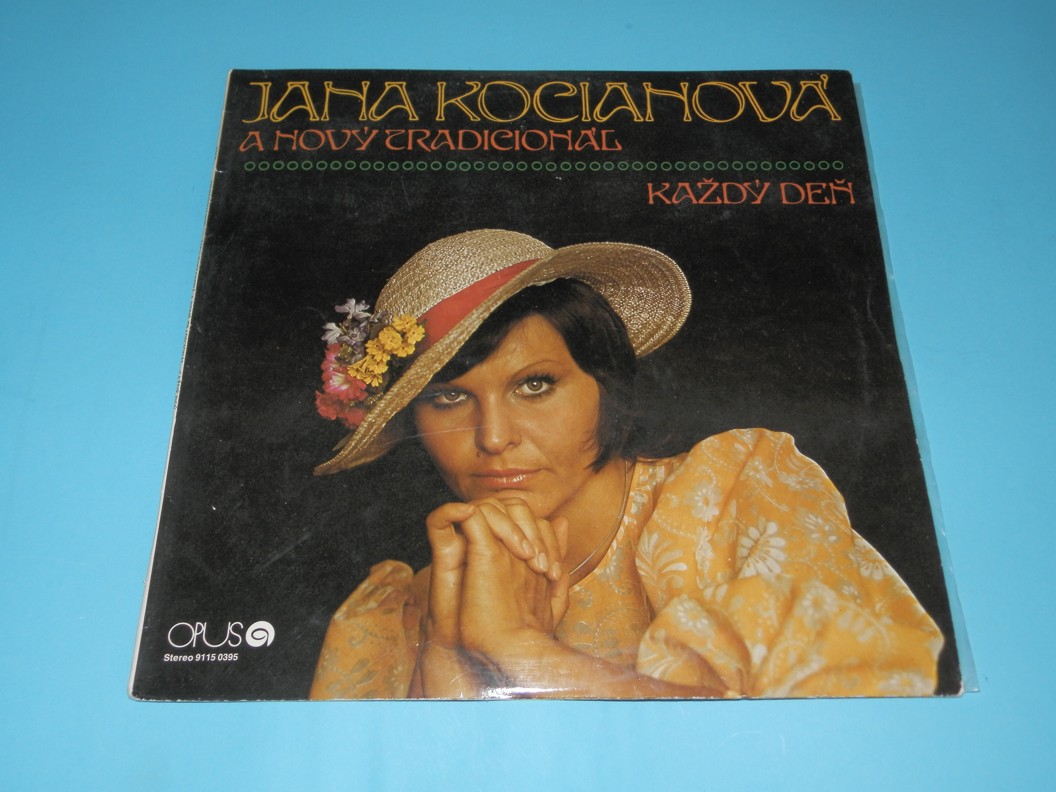 JANA KOCIANOVÁ
A NOVÝ TRADICIONÁL
KAŽDÝ DEŇ
OPUS
Stereo 9115 0395